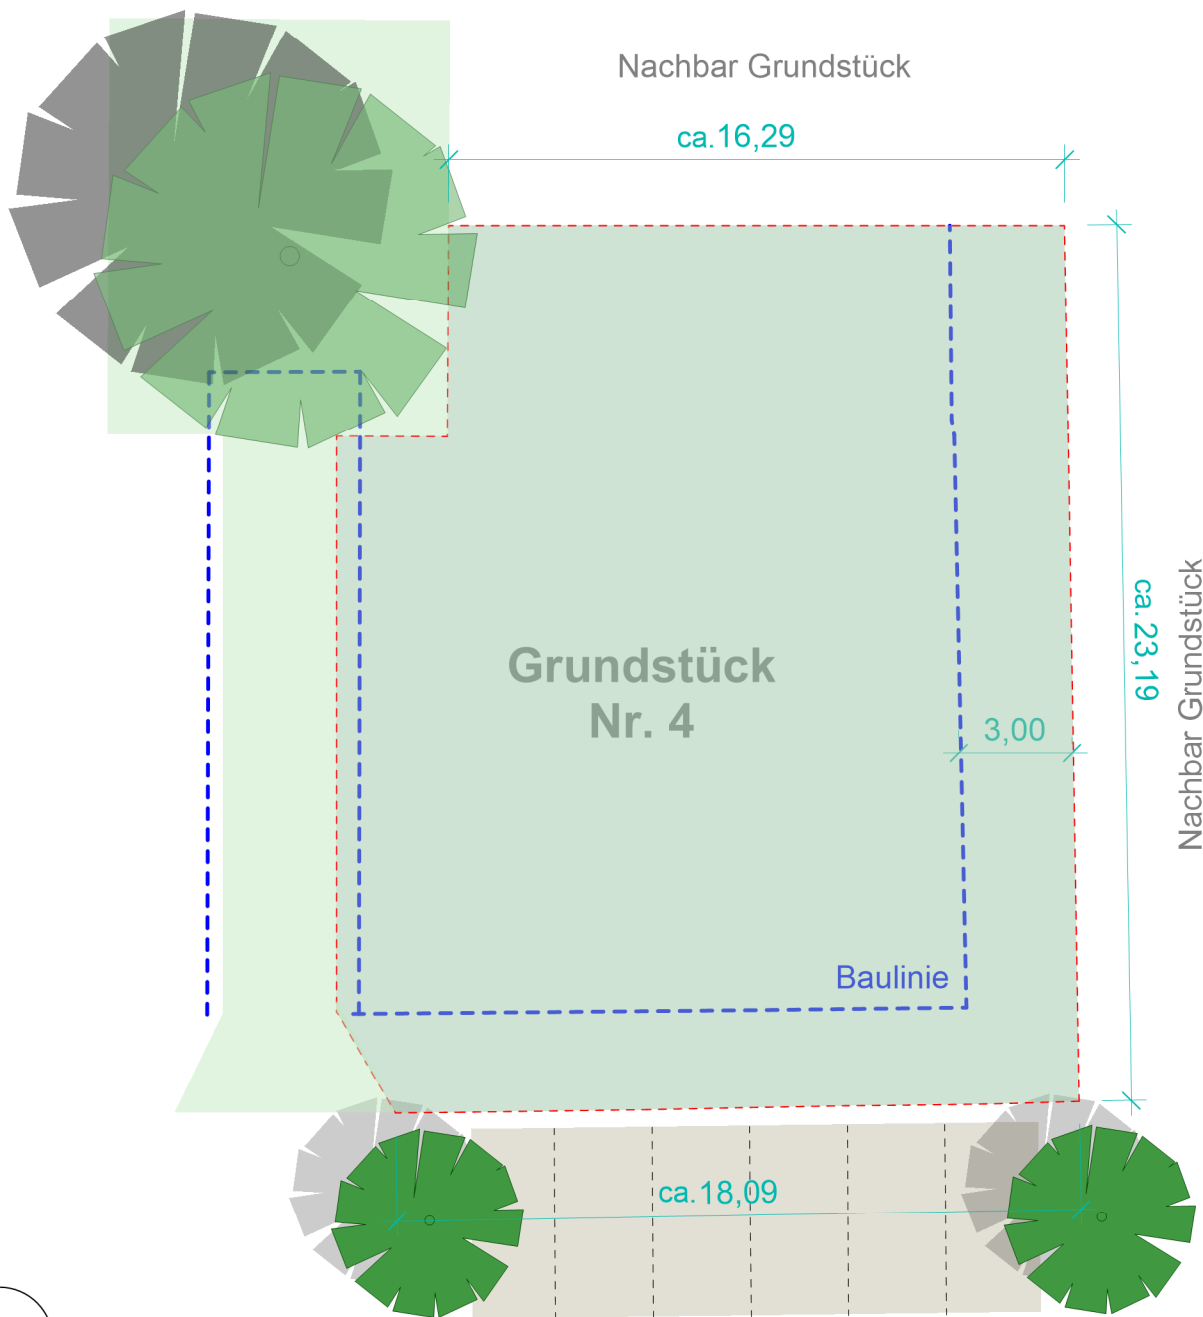 Nachbar Grundstück
ca.16,29
ca. 23,19
Nachbar Grundstück
Grundstück
Nr. 4
3,00
Baulinie
ca.18,09